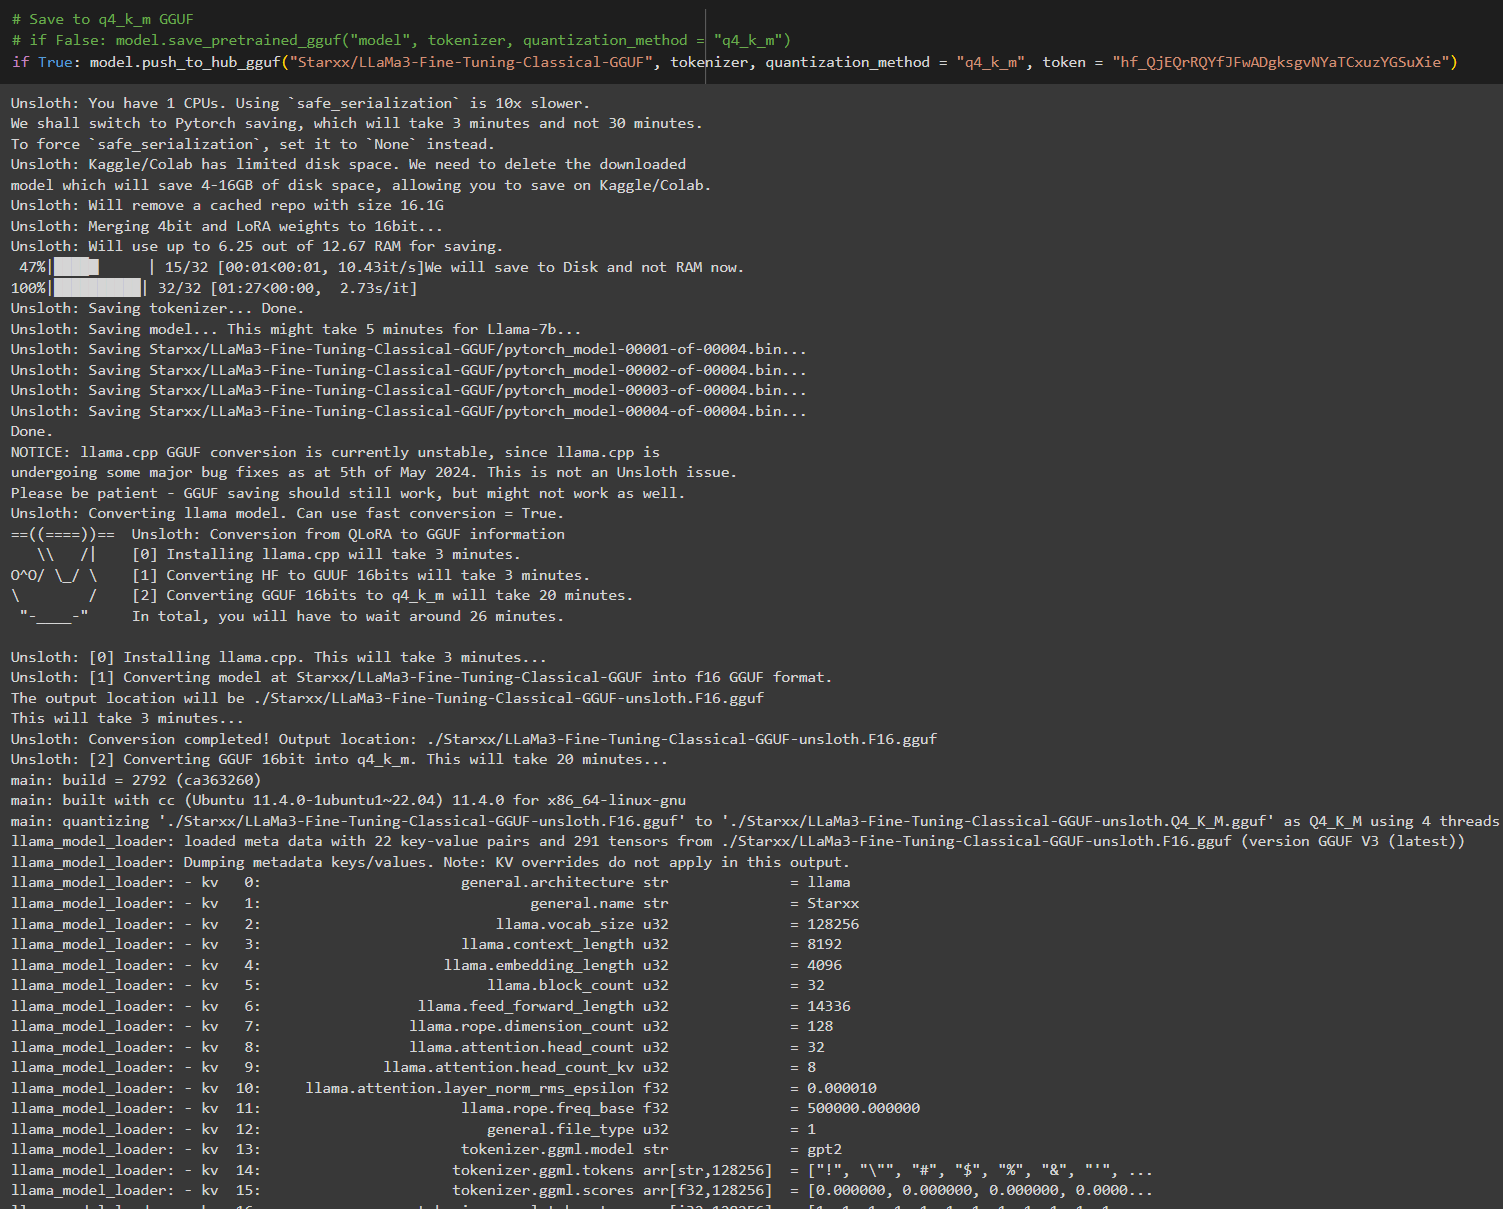 # Save to q4_k_m GGUF
# if False: model.save_pretrained_gguf("model", tokenizer, quantization_method = "q4_k_m")
if True: model.push_to_hub_gguf("Starxx/LLaMa3-Fine-Tuning-Classical-GGUF", tokenizer, quantization_method = "q4_k_m", token = "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")
Unsloth: You have 1 CPUs. Using `safe_serialization` is 10x slower.
We shall switch to Pytorch saving, which will take 3 minutes and not 30 minutes.
To force `safe_serialization`, set it to `None` instead.
Unsloth: Kaggle/Colab has limited disk space. We need to delete the downloaded
model which will save 4-16GB of disk space, allowing you to save on Kaggle/Colab.
Unsloth: Will remove a cached repo with size 16.1G
Unsloth: Merging 4bit and LoRA weights to 16bit...
Unsloth: Will use up to 6.25 out of 12.67 RAM for saving.
 47%|████▋     | 15/32 [00:01<00:01, 10.43it/s]We will save to Disk and not RAM now.
100%|██████████| 32/32 [01:27<00:00,  2.73s/it]
Unsloth: Saving tokenizer... Done.
Unsloth: Saving model... This might take 5 minutes for Llama-7b...
Unsloth: Saving Starxx/LLaMa3-Fine-Tuning-Classical-GGUF/pytorch_model-00001-of-00004.bin...
Unsloth: Saving Starxx/LLaMa3-Fine-Tuning-Classical-GGUF/pytorch_model-00002-of-00004.bin...
Unsloth: Saving Starxx/LLaMa3-Fine-Tuning-Classical-GGUF/pytorch_model-00003-of-00004.bin...
Unsloth: Saving Starxx/LLaMa3-Fine-Tuning-Classical-GGUF/pytorch_model-00004-of-00004.bin...
Done.
NOTICE: llama.cpp GGUF conversion is currently unstable, since llama.cpp is
undergoing some major bug fixes as at 5th of May 2024. This is not an Unsloth issue.
Please be patient - GGUF saving should still work, but might not work as well.
Unsloth: Converting llama model. Can use fast conversion = True.
==((====))==  Unsloth: Conversion from QLoRA to GGUF information
   \\   /|    [0] Installing llama.cpp will take 3 minutes.
O^O/ \_/ \    [1] Converting HF to GUUF 16bits will take 3 minutes.
\        /    [2] Converting GGUF 16bits to q4_k_m will take 20 minutes.
 "-____-"     In total, you will have to wait around 26 minutes.
Unsloth: [0] Installing llama.cpp. This will take 3 minutes...
Unsloth: [1] Converting model at Starxx/LLaMa3-Fine-Tuning-Classical-GGUF into f16 GGUF format.
The output location will be ./Starxx/LLaMa3-Fine-Tuning-Classical-GGUF-unsloth.F16.gguf
This will take 3 minutes...
Unsloth: Conversion completed! Output location: ./Starxx/LLaMa3-Fine-Tuning-Classical-GGUF-unsloth.F16.gguf
Unsloth: [2] Converting GGUF 16bit into q4_k_m. This will take 20 minutes...
main: build = 2792 (ca363260)
main: built with cc (Ubuntu 11.4.0-1ubuntu1~22.04) 11.4.0 for x86_64-linux-gnu
main: quantizing './Starxx/LLaMa3-Fine-Tuning-Classical-GGUF-unsloth.F16.gguf' to './Starxx/LLaMa3-Fine-Tuning-Classical-GGUF-unsloth.Q4_K_M.gguf' as Q4_K_M using 4 threads
llama_model_loader: loaded meta data with 22 key-value pairs and 291 tensors from ./Starxx/LLaMa3-Fine-Tuning-Classical-GGUF-unsloth.F16.gguf (version GGUF V3 (latest))
llama_model_loader: Dumping metadata keys/values. Note: KV overrides do not apply in this output.
llama_model_loader: - kv   0:                       general.architecture str              = llama
llama_model_loader: - kv   1:                               general.name str              = Starxx
llama_model_loader: - kv   2:                           llama.vocab_size u32              = 128256
llama_model_loader: - kv   3:                       llama.context_length u32              = 8192
llama_model_loader: - kv   4:                     llama.embedding_length u32              = 4096
llama_model_loader: - kv   5:                          llama.block_count u32              = 32
llama_model_loader: - kv   6:                  llama.feed_forward_length u32              = 14336
llama_model_loader: - kv   7:                 llama.rope.dimension_count u32              = 128
llama_model_loader: - kv   8:                 llama.attention.head_count u32              = 32
llama_model_loader: - kv   9:              llama.attention.head_count_kv u32              = 8
llama_model_loader: - kv  10:     llama.attention.layer_norm_rms_epsilon f32              = 0.000010
llama_model_loader: - kv  11:                       llama.rope.freq_base f32              = 500000.000000
llama_model_loader: - kv  12:                          general.file_type u32              = 1
llama_model_loader: - kv  13:                       tokenizer.ggml.model str              = gpt2
llama_model_loader: - kv  14:                      tokenizer.ggml.tokens arr[str,128256]  = ["!", "\"", "#", "$", "%", "&", "'", ...
llama_model_loader: - kv  15:                      tokenizer.ggml.scores arr[f32,128256]  = [0.000000, 0.000000, 0.000000, 0.0000...